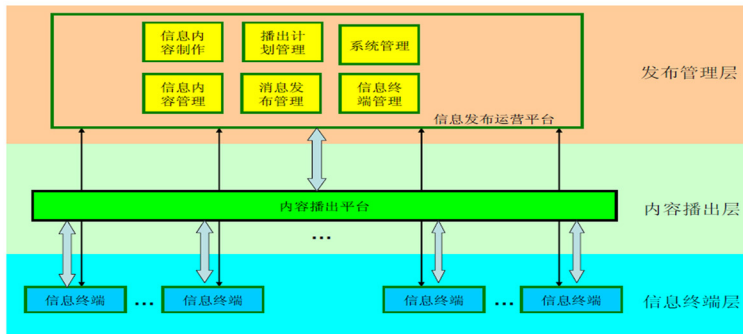 信息内
容制作
播出计
划管理
系统管理
发布管理层
信息内
容管理
消息发
布管理
信息终
端管理
信息发布运营平台
内容播出平台
内容播出层
...
信息终端
...
信息终端
信息终端
...
信息终端
信息终端层